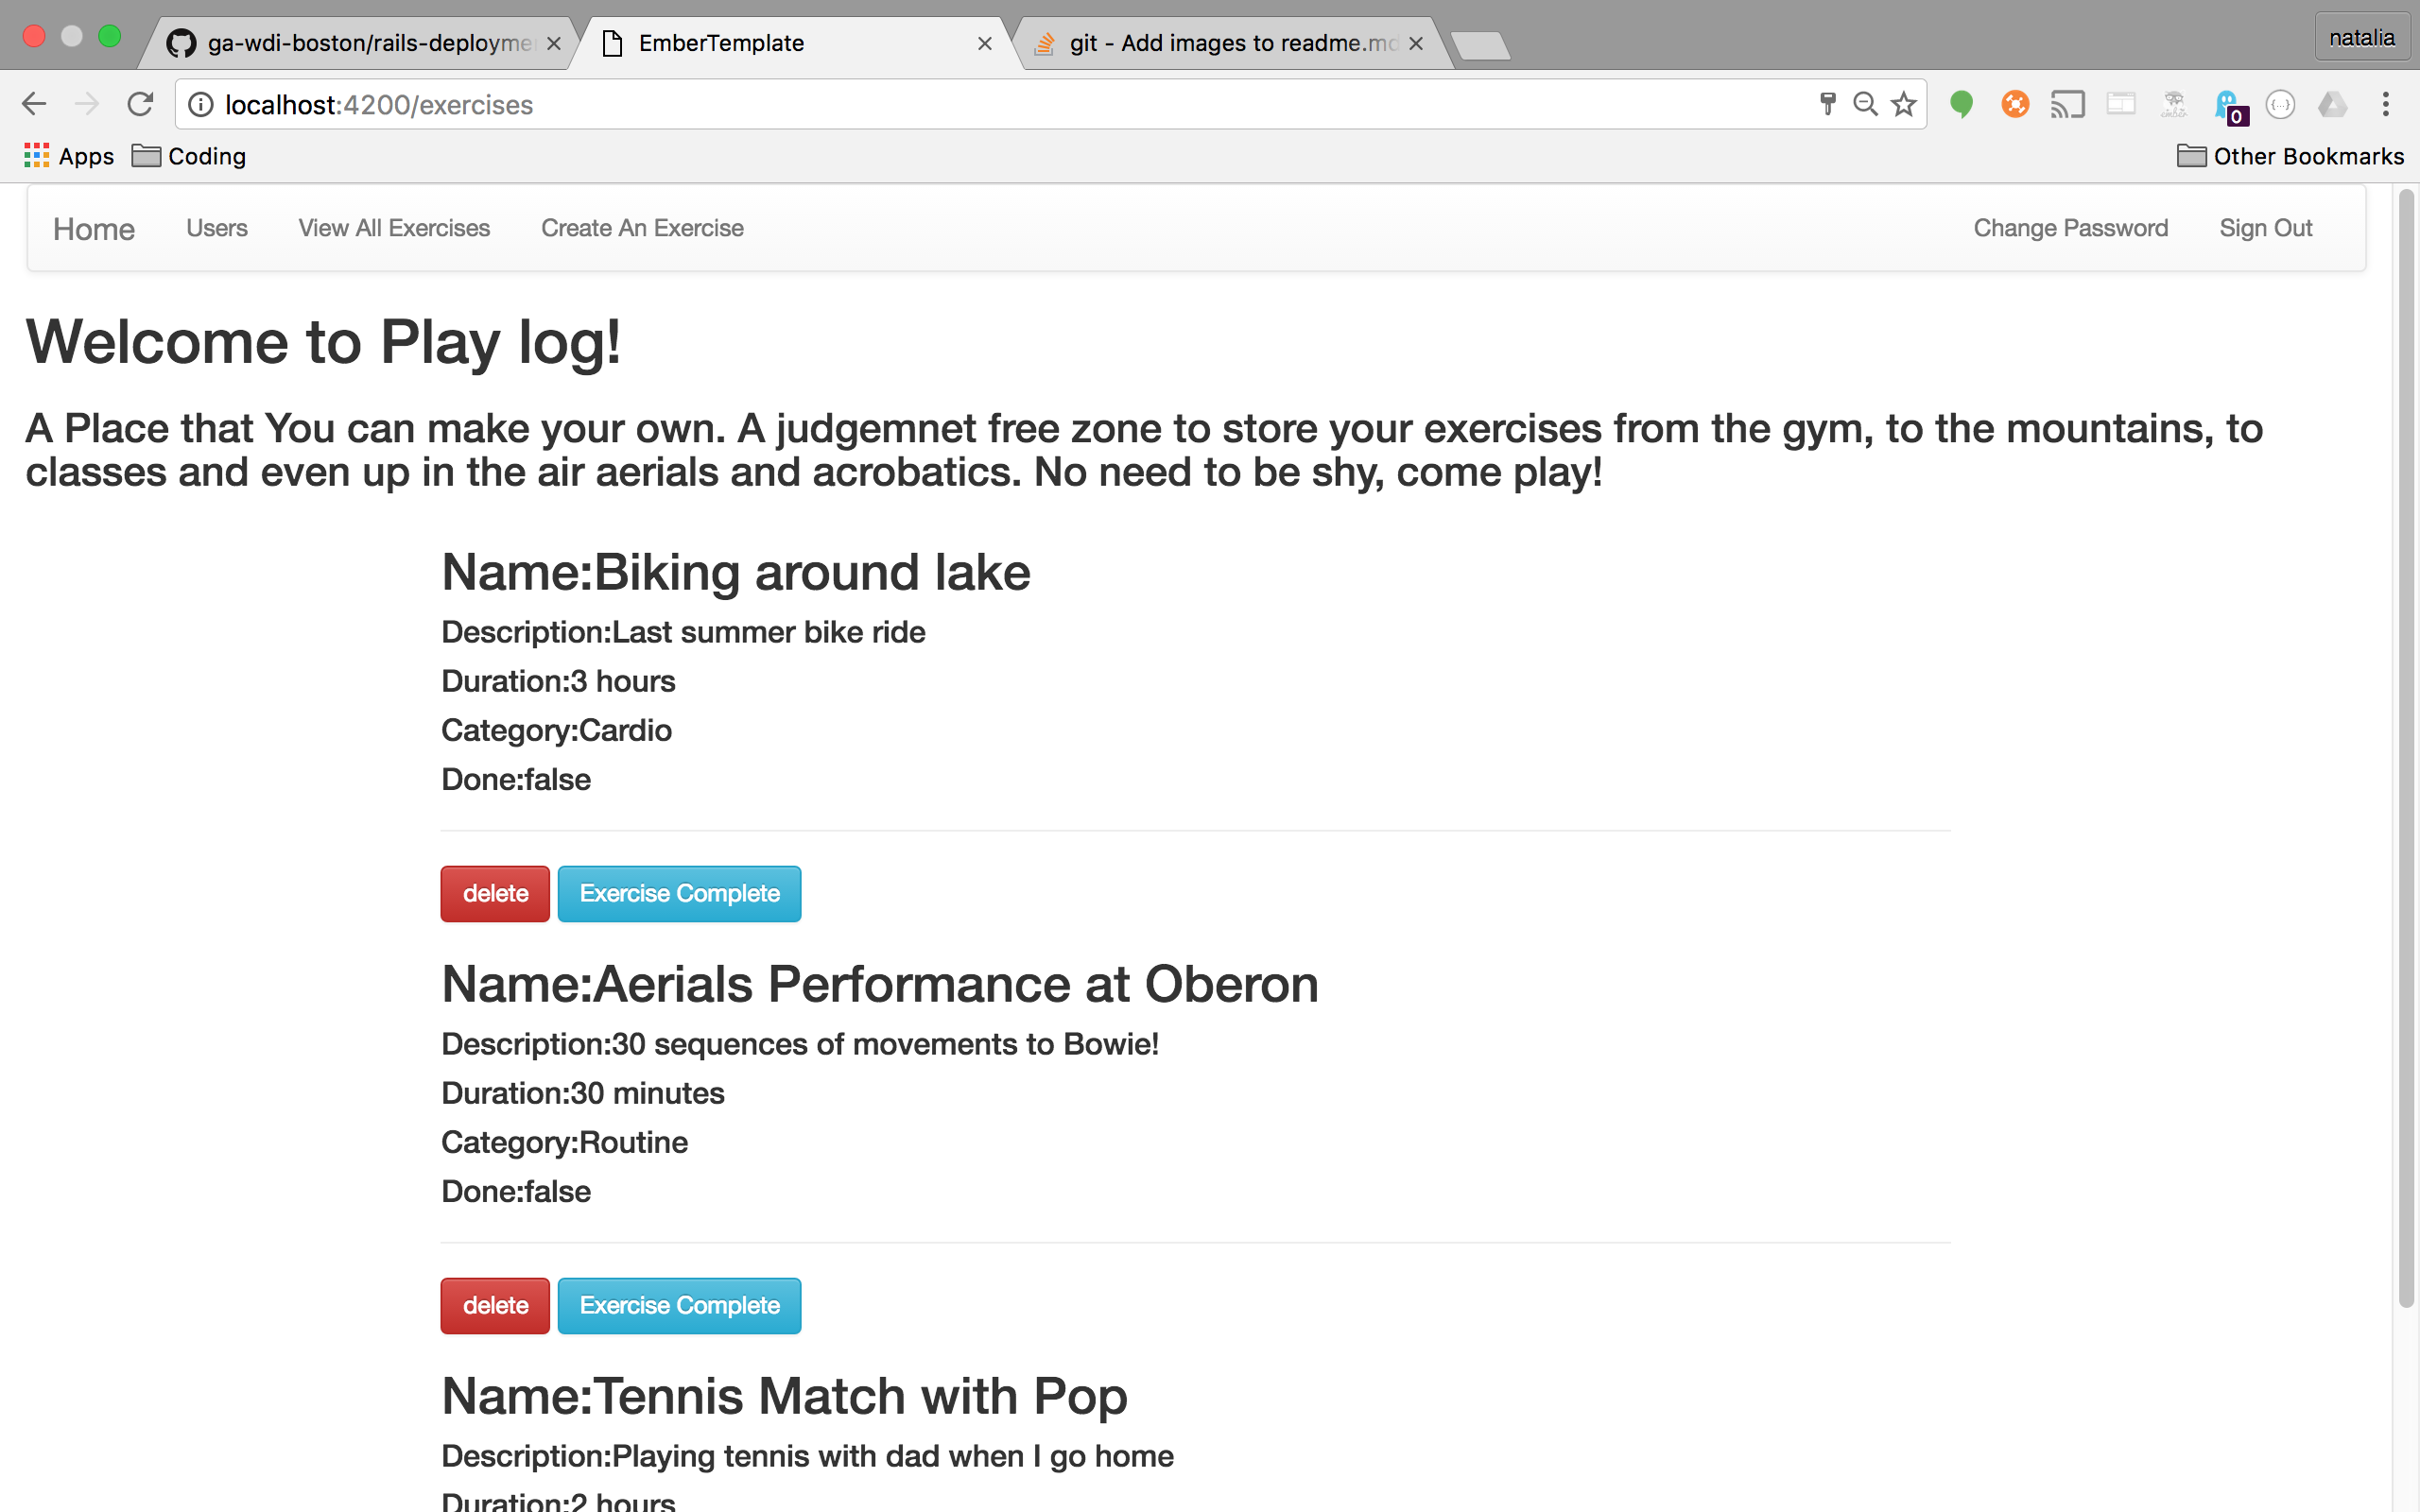 ga-wdi-boston/rails-deployme
EmberTemplate
git - Add images to readme.md
natalia
localhost:4200/exercises
0
Apps
Coding
Other Bookmarks
Home
Users
View All Exercises
Create An Exercise
Change Password
Sign Out
Welcome to Play log!
A Place that You can make your own. A judgemnet free zone to store your exercises from the gym, to the mountains, to
classes and even up in the air aerials and acrobatics. No need to be shy, come play!
Name:Biking around lake
Description:Last summer bike ride
Duration:3 hours
Category:Cardio
Done:false
delete
Exercise Complete
Name:Aerials Performance at Oberon
Description:30 sequences of movements to Bowie!
Duration:30 minutes
Category:Routine
Done:false
delete
Exercise Complete
Name:Tennis Match with Pop
Description:Playing tennis with dad when I go home
Duration:2 hours